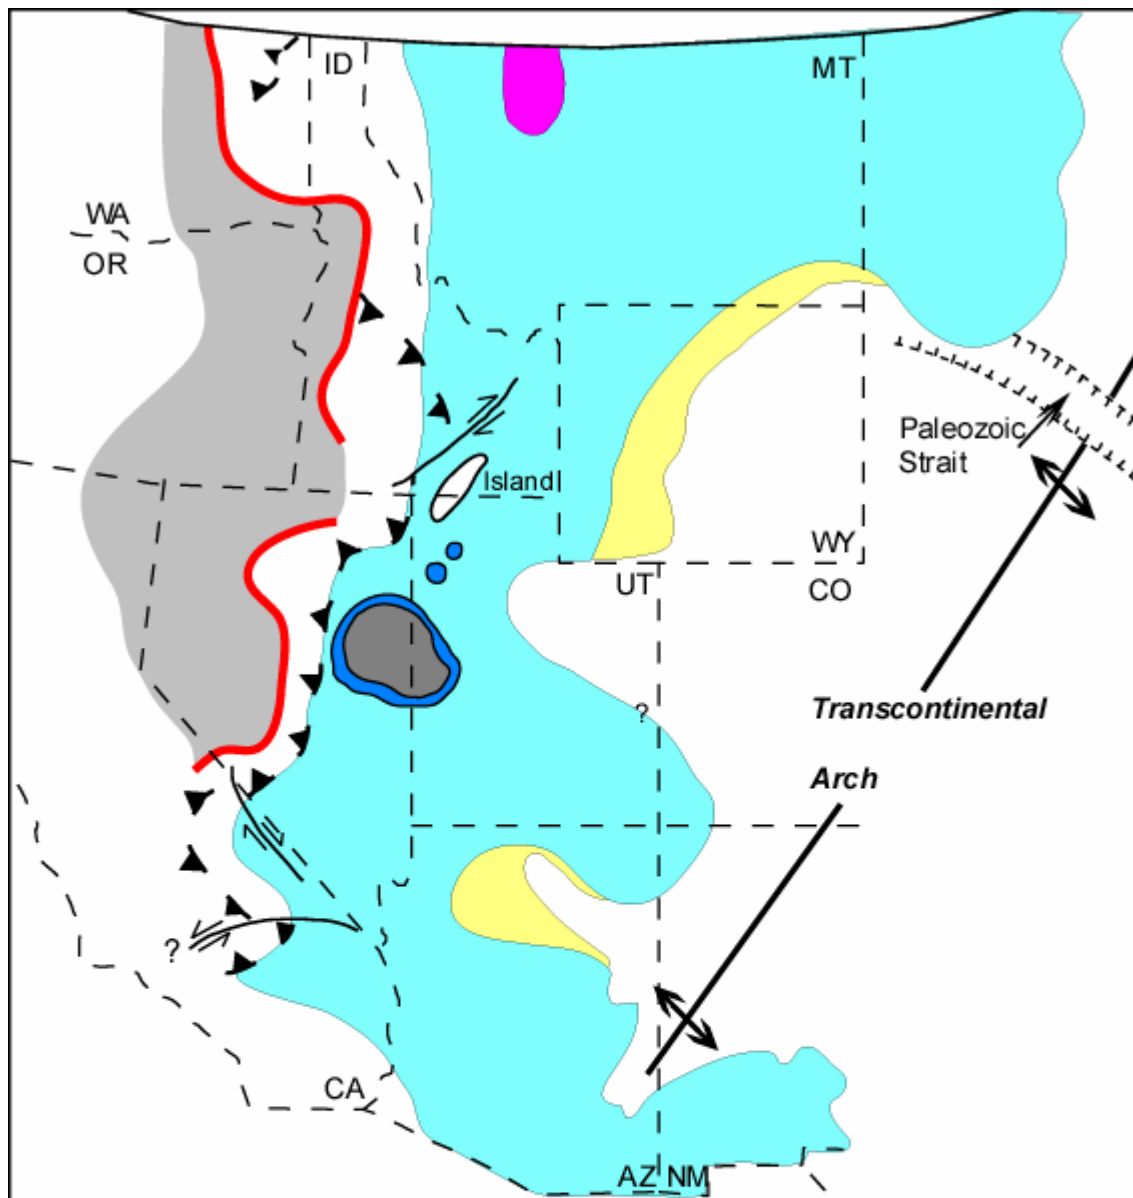 ID
MT
WA
OR
Paleozoic
Strait
Island
WY
UT
CO
?
Transcontinental
Arch
?
CA
AZ NM